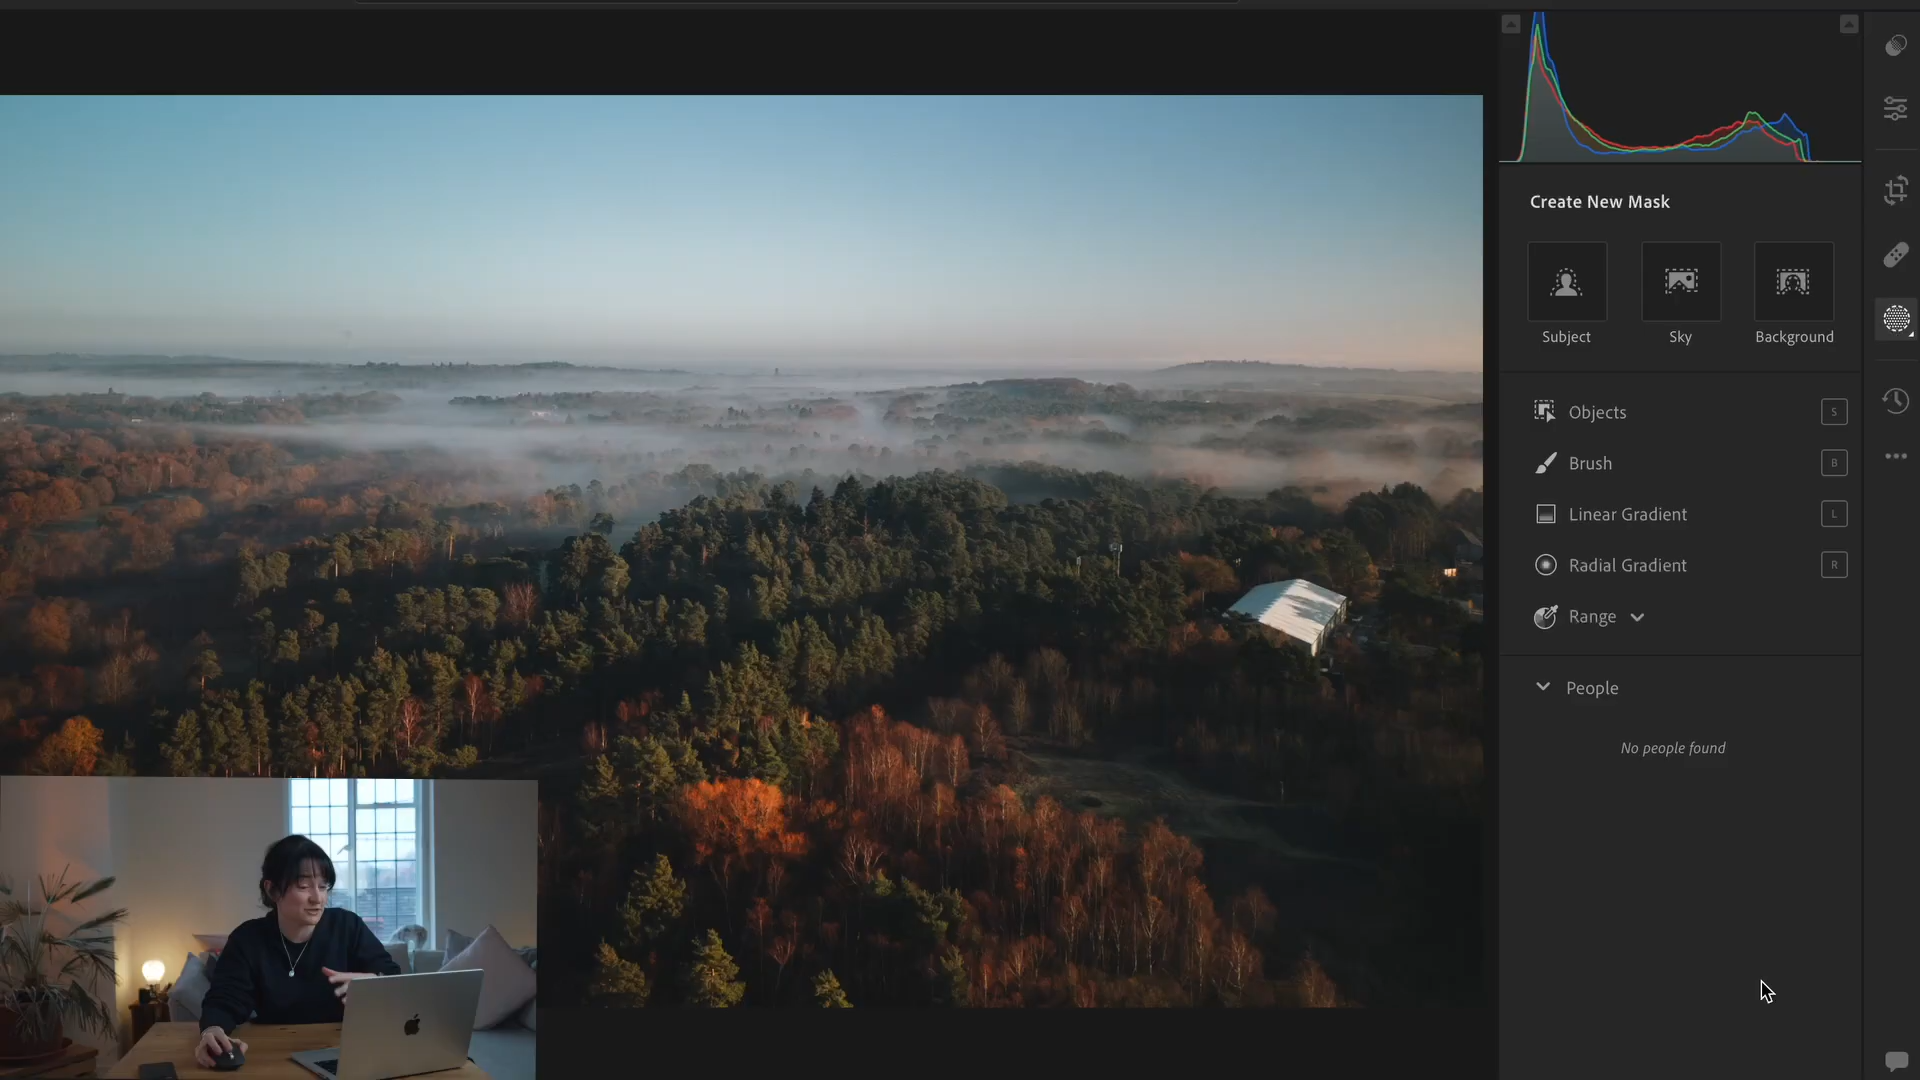 Create New Mask
Subject
Sky
Background
Objects
S
Brush
B
Linear Gradient
L
Radial Gradient
R
Range
People
No people found